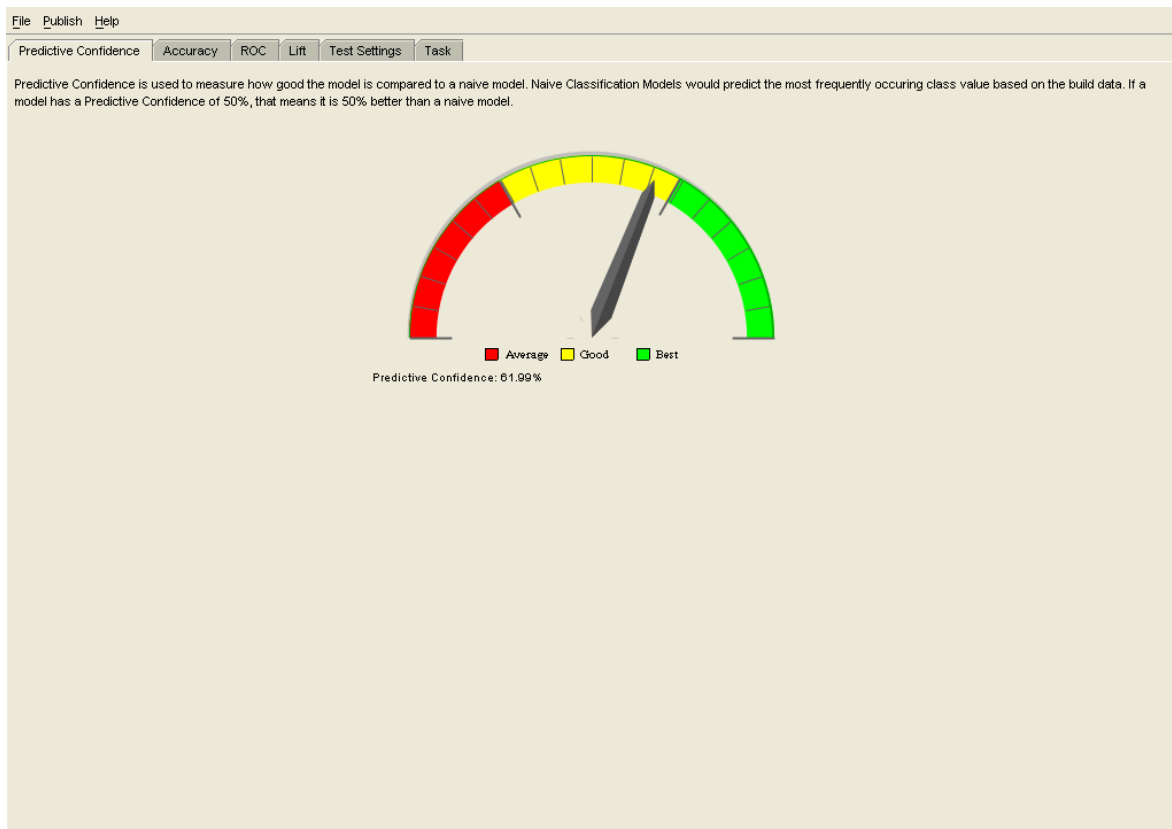 File Publish Help
Predictive Confidence Accuracy ROC Lift Test Settings Task
Predictive Confidence is used to measure how good the model is compared to a naive model. Naive Classification Models would predict the most frequently occuring class value based on the build data. If a
model has a Predictive Confidence of 50%, that means it is 50% better than a naive model.
Average Good Best
Predictive Confidence: 61.99%